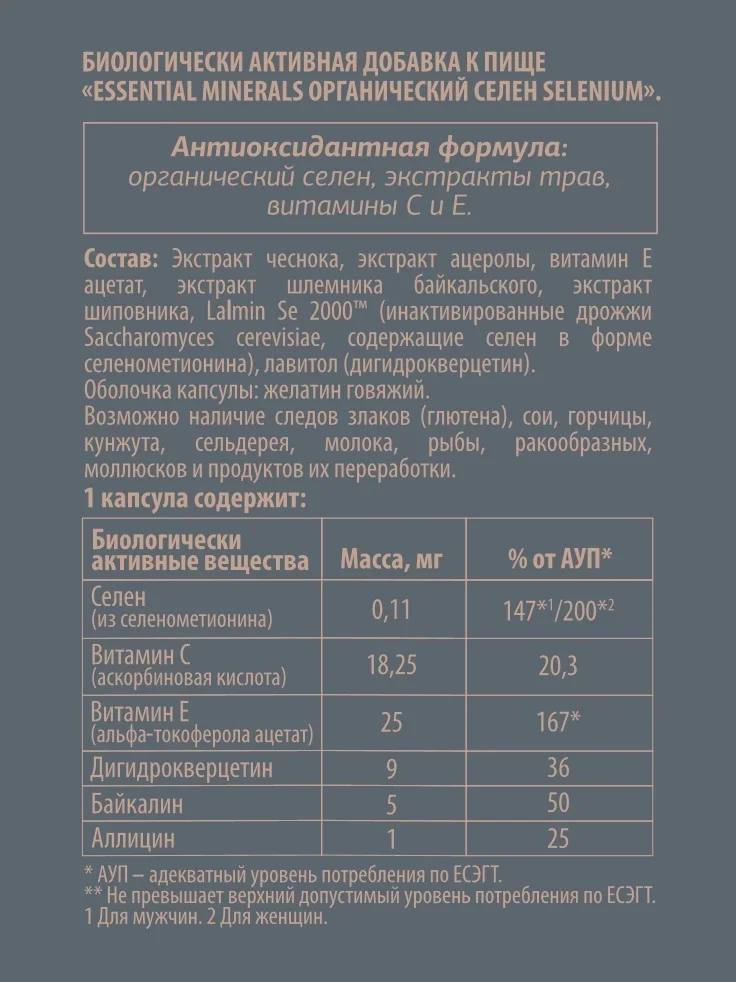 БИОЛОГИЧЕСКИ АКТИВНАЯ ДОБАВКА К ПИЩЕ
«ESSENTIAL MINERALS ОРГАНИЧЕСКИЙ СЕЛЕН SELENIUM».
Антиоксидантная формула:
органический селен, экстракты трав,
витамины С и Е.
Состав: Экстракт чеснока, экстракт ацеролы, витамин Е
ацетат, экстракт шлемника байкальского, экстракт
шиповника, Lalmin Se 2000™ (инактивированные дрожжи
Saccharomyces cerevisiae, содержащие селен в форме
селенометионина), лавитол (дигидрокверцетин).
Оболочка капсулы: желатин говяжий.
Возможно наличие следов злаков (глютена), сои, горчицы,
кунжута, сельдерея, молока, рыбы, ракообразных,
моллюсков и продуктов их переработки.
1 капсула содержит:
Биологически
активные вещества Масса, мг % от АУП*
Селен
(из селенометионина) 0,11 147*¹/200*²
Витамин С
(аскорбиновая кислота) 18,25 20,3
Витамин Е
(альфа-токоферола ацетат) 25 167*
Дигидрокверцетин 9 36
Байкалин 5 50
Аллицин 1 25
* АУП – адекватный уровень потребления по ЕСЭГТ.
** Не превышает верхний допустимый уровень потребления по ЕСЭГТ.
1 Для мужчин. 2 Для женщин.